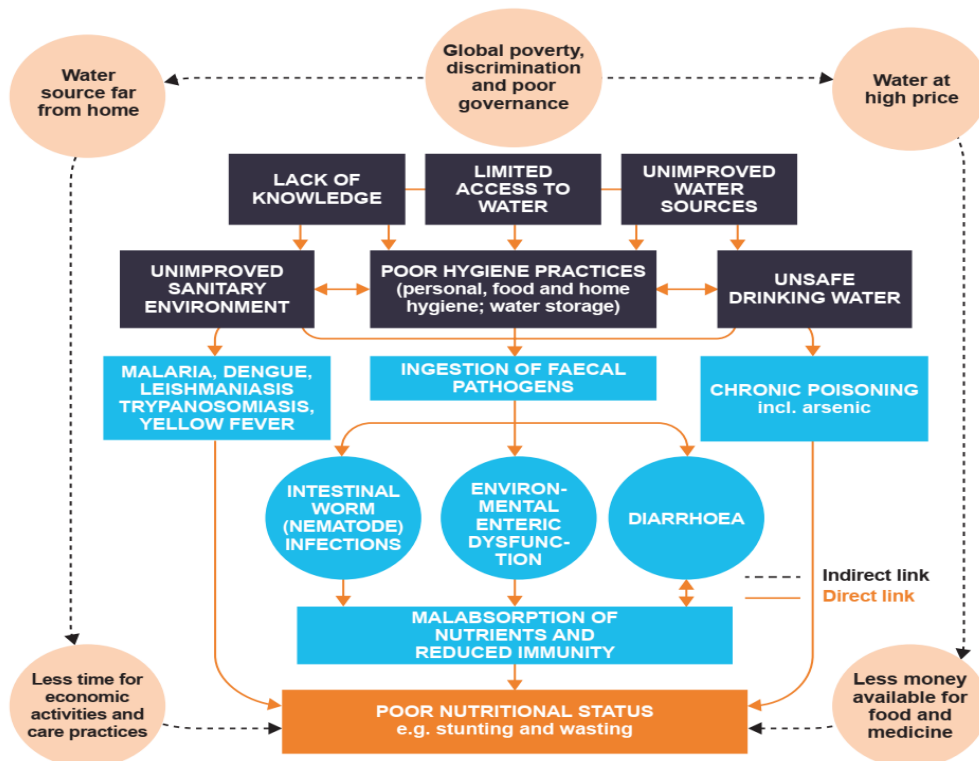 Global poverty,
discrimination
and poor
governance
Water
source far
from home
Water at
high price
LACK OF
KNOWLEDGE
LIMITED
ACCESS TO
WATER
UNIMPROVED
WATER
SOURCES
UNIMPROVED
SANITARY
ENVIRONMENT
POOR HYGIENE PRACTICES
(personal, food and home
hygiene; water storage)
UNSAFE
DRINKING WATER
MALARIA, DENGUE,
LEISHMANIASIS
TRYPANOSOMIASIS,
YELLOW FEVER
INGESTION OF FAECAL
PATHOGENS
CHRONIC POISONING
incl. arsenic
INTESTINAL
WORM
(NEMATODE)
INFECTIONS
ENVIRON-
MENTAL
ENTERIC
DYSFUNC-
TION
DIARRHOEA
Indirect link
Direct link
MALABSORPTION OF
NUTRIENTS AND
REDUCED IMMUNITY
Less time for
economic
activities and
care practices
POOR NUTRITIONAL STATUS
e.g. stunting and wasting
Less money
available for
food and
medicine